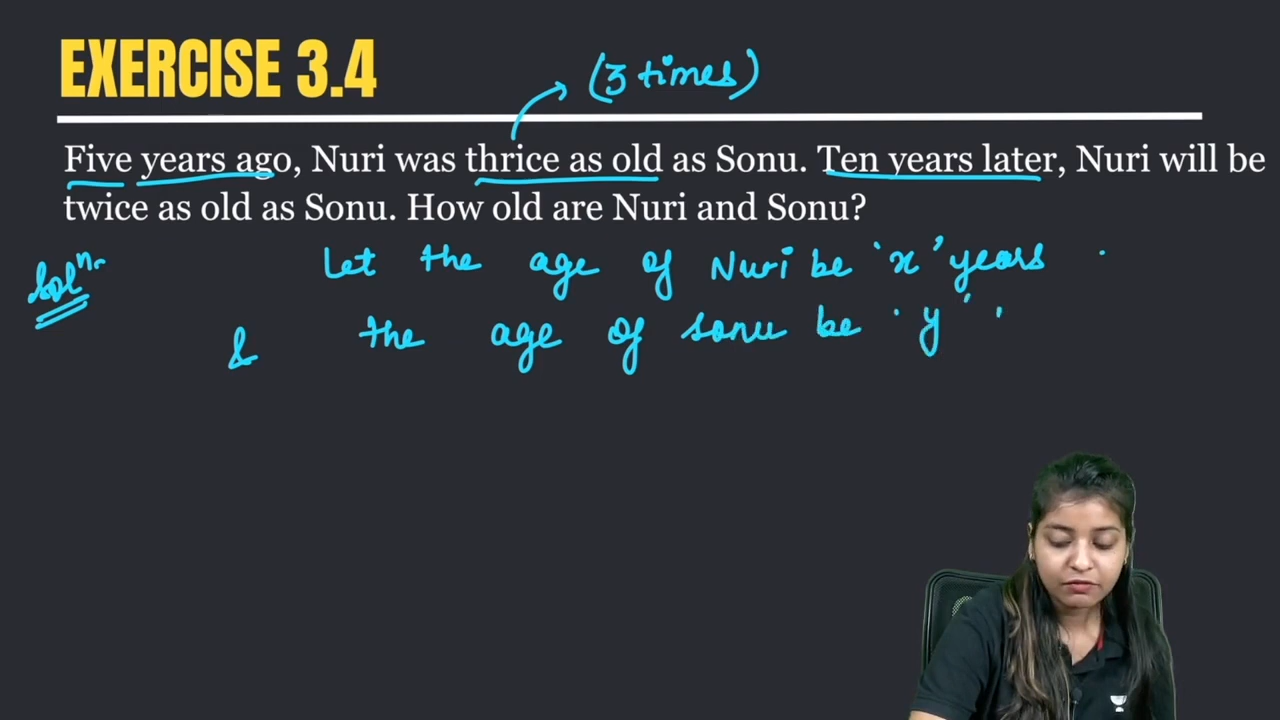 EXERCISE 3.4
(3 times)
Five years ago, Nuri was thrice as old as Sonu. Ten years later, Nuri will be
twice as old as Sonu. How old are Nuri and Sonu?
Solⁿ-
Let the age of Nuri be 'x' years.
& the age of sonu be 'y'